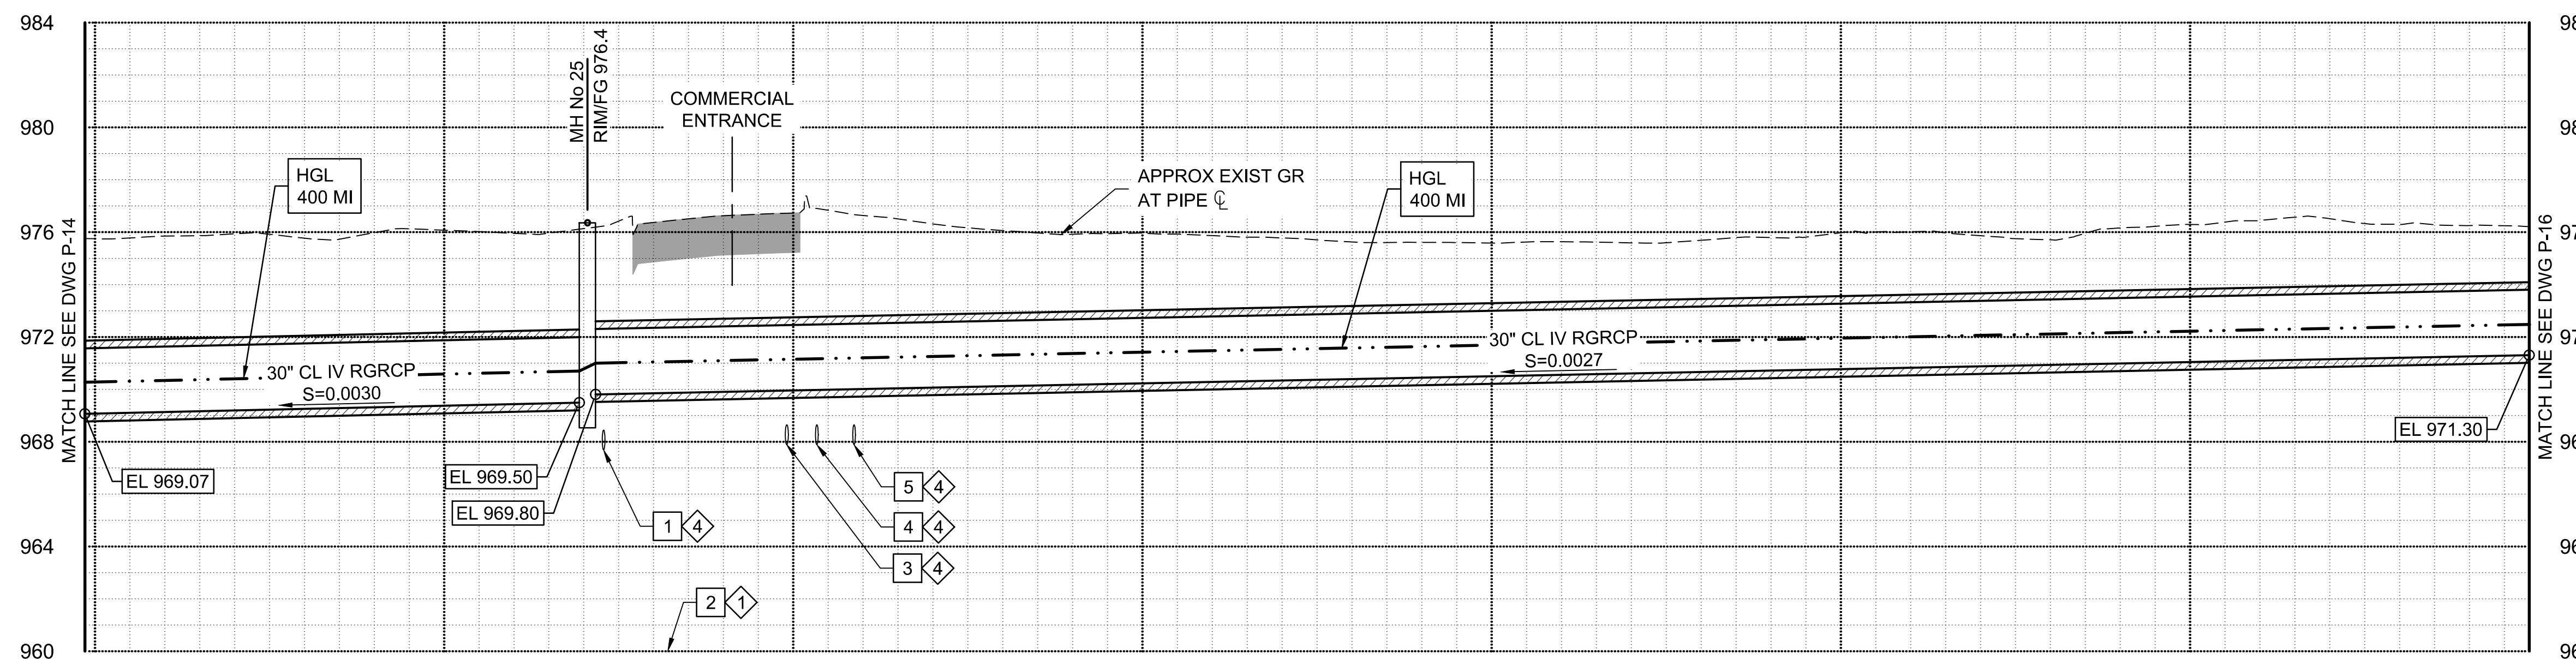 984
980
976
972
968
964
960
MATCH LINE SEE DWG P-14
HGL
400 MI
MH No 25
RIM/FG 976.4
COMMERCIAL
ENTRANCE
APPROX EXIST GR
AT PIPE ℄
HGL
400 MI
30" CL IV RGRCP
S=0.0030
30" CL IV RGRCP
S=0.0027
EL 969.07
EL 969.50
EL 969.80
1 4
2 1
5 4
4 4
3 4
EL 971.30
MATCH LINE SEE DWG P-16